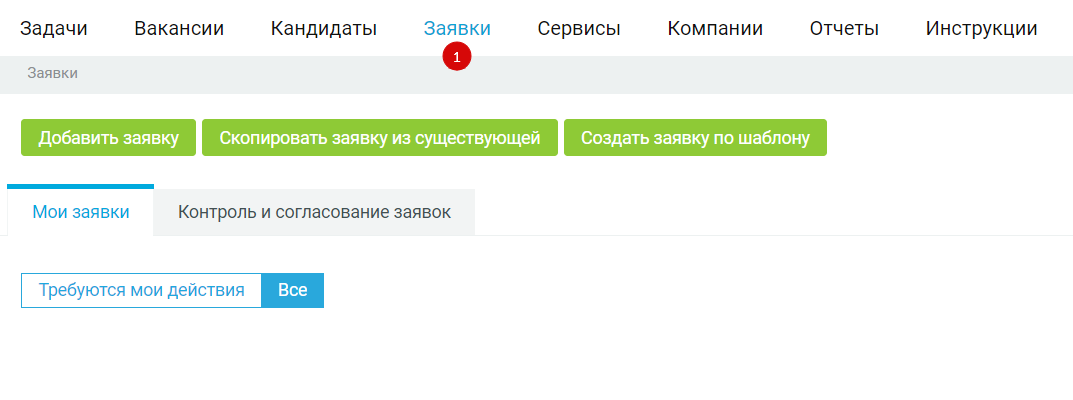 Задачи Вакансии Кандидаты Заявки Сервисы Компании Отчеты Инструкции
1
Заявки
Добавить заявку Скопировать заявку из существующей Создать заявку по шаблону
Мои заявки Контроль и согласование заявок
Требуются мои действия Все